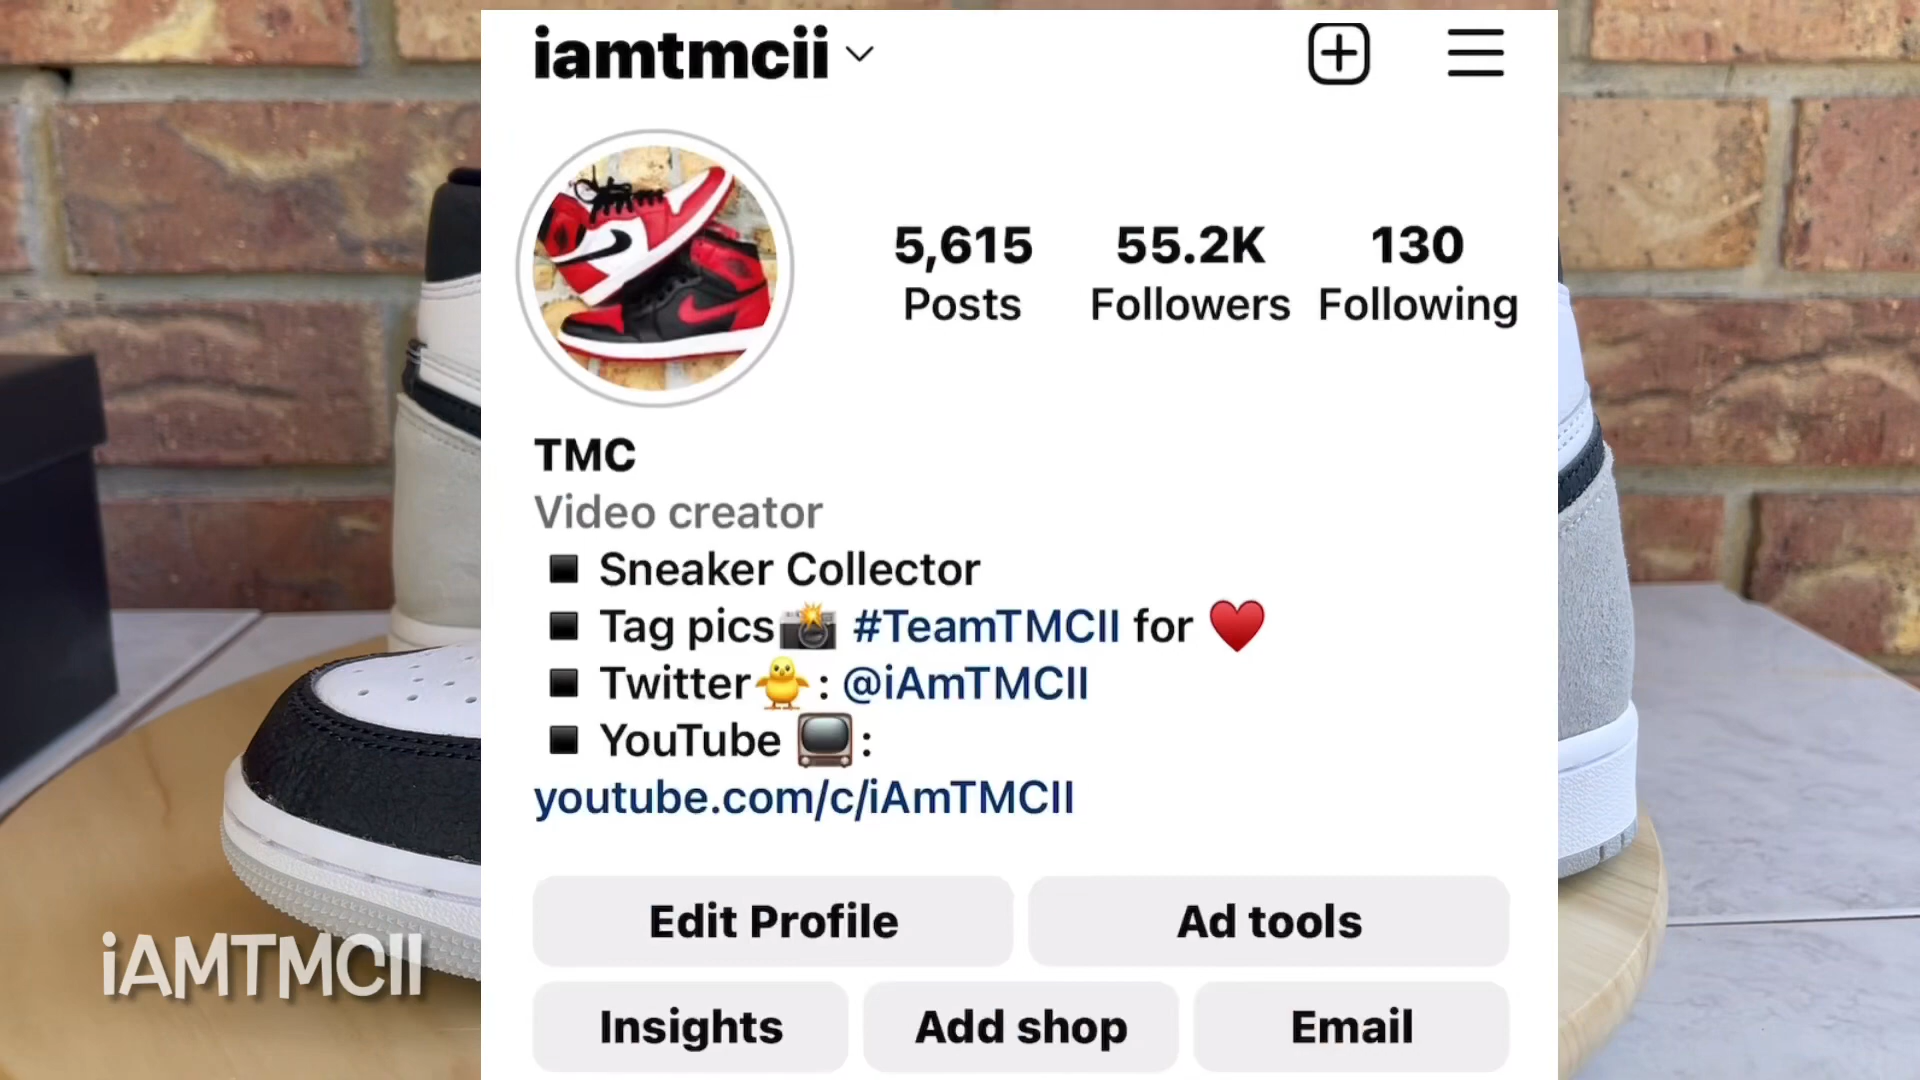 iamtmcii
5,615 55.2K 130
Posts Followers Following
TMC
Video creator
▪️ Sneaker Collector
▪️ Tag pics📸 #TeamTMCII for ♥️
▪️ Twitter🐥: @iAmTMCII
▪️ YouTube 📺:
youtube.com/c/iAmTMCII
Edit Profile Ad tools
Insights Add shop Email
iAMTMCII